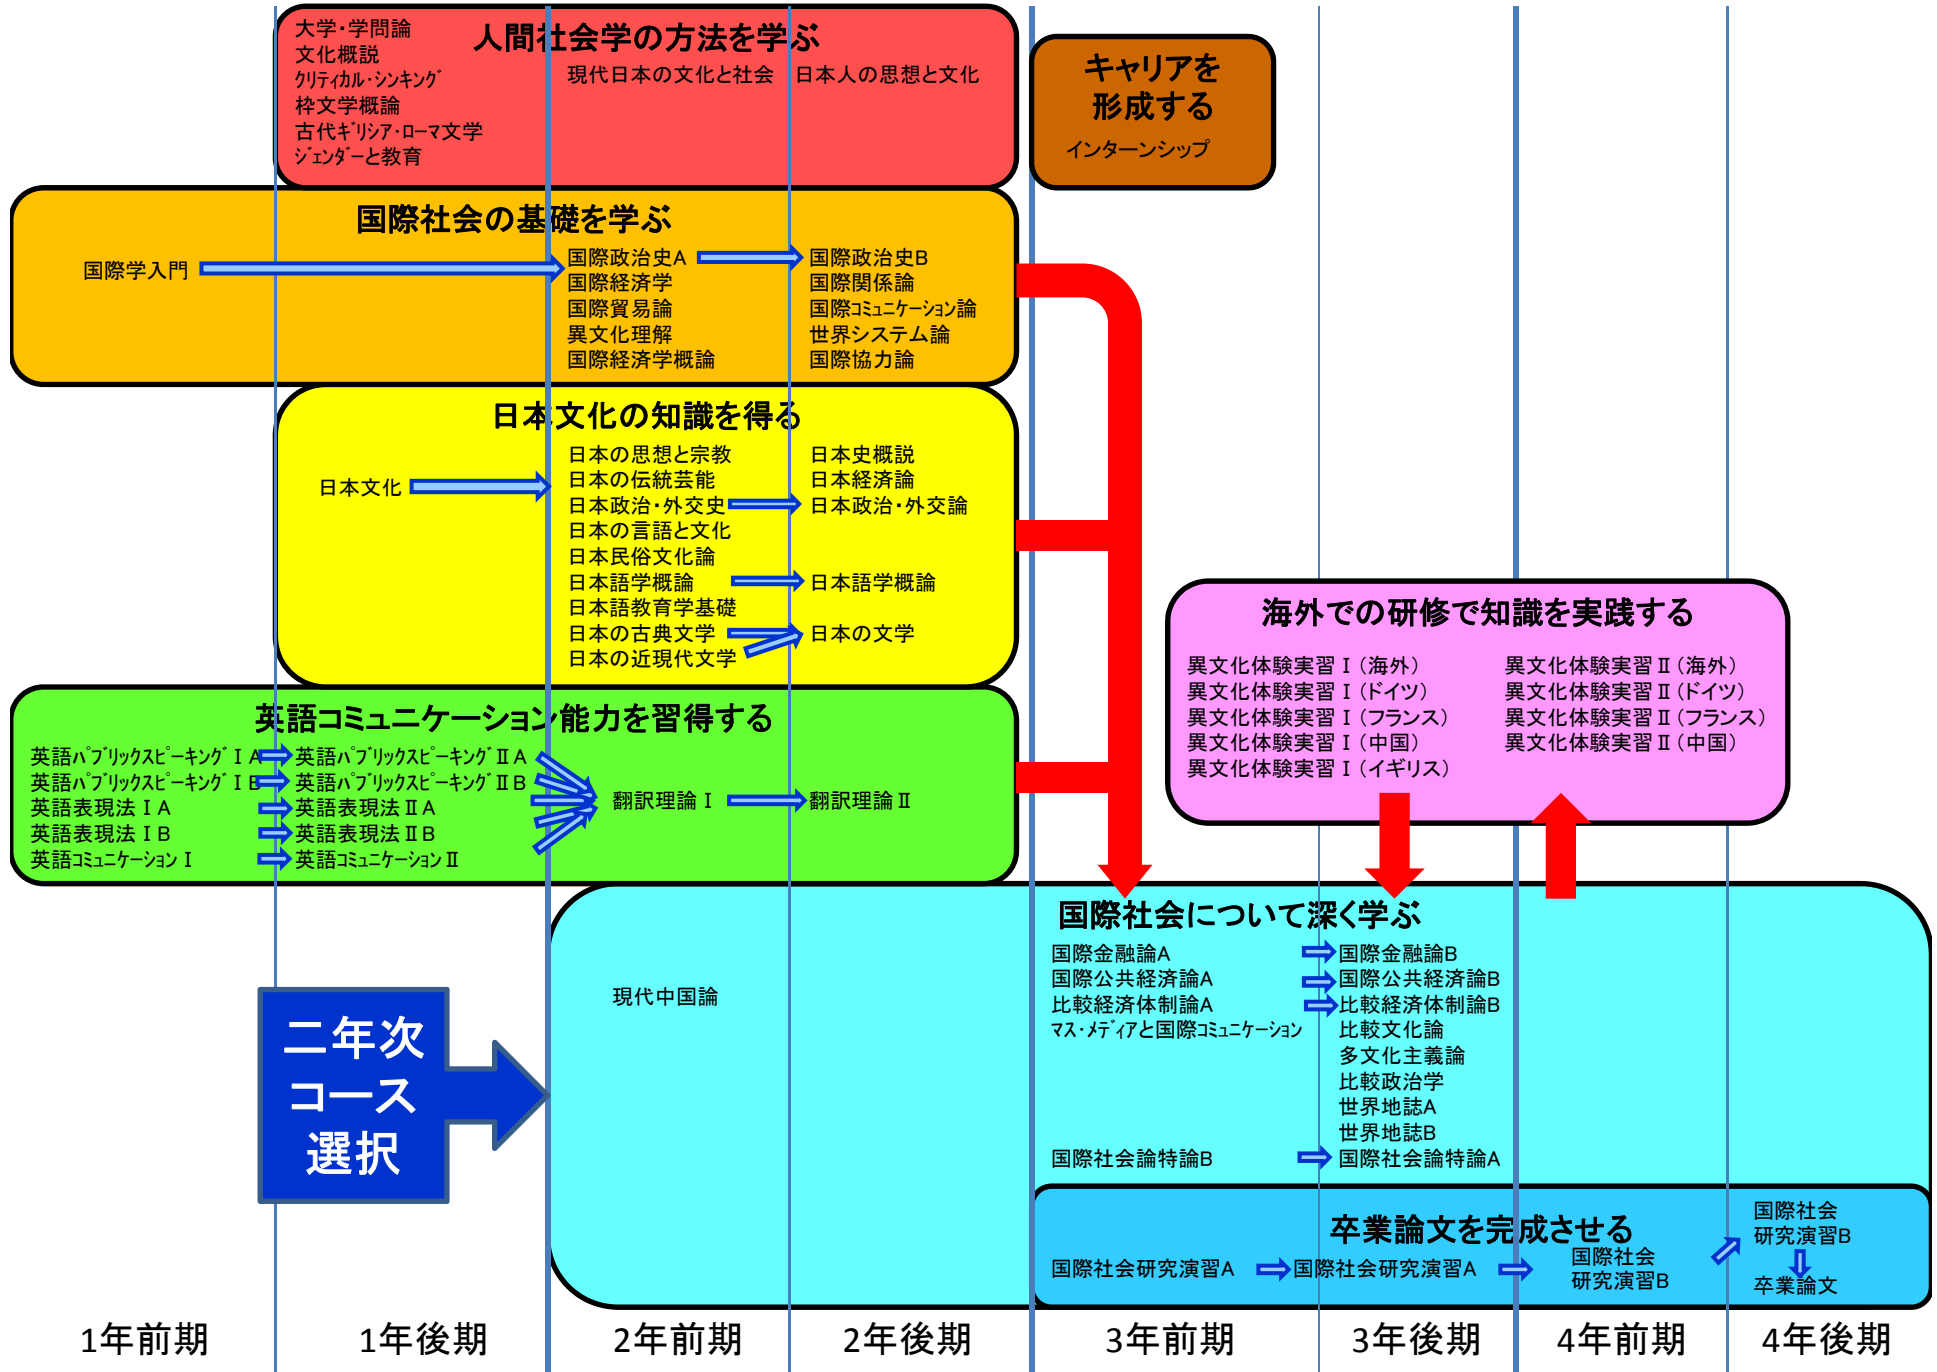 人間社会学の方法を学ぶ
大学・学問論
文化概説
クリティカル・シンキング
枠文学概論
古代ギリシア・ローマ文学
ジェンダーと教育
現代日本の文化と社会
日本人の思想と文化
キャリアを
形成する
インターンシップ
国際社会の基礎を学ぶ
国際学入門
国際政治史A
国際経済学
国際貿易論
異文化理解
国際経済学概論
国際政治史B
国際関係論
国際コミュニケーション論
世界システム論
国際協力論
日本文化の知識を得る
日本文化
日本の思想と宗教
日本の伝統芸能
日本政治・外交史
日本の言語と文化
日本民俗文化論
日本語学概論
日本語教育学基礎
日本の古典文学
日本の近現代文学
日本史概説
日本経済論
日本政治・外交論
日本語学概論
日本の文学
英語コミュニケーション能力を習得する
英語パブリックスピーキングⅠA
英語パブリックスピーキングⅠB
英語表現法ⅠA
英語表現法ⅠB
英語コミュニケーションⅠ
英語パブリックスピーキングⅡA
英語パブリックスピーキングⅡB
英語表現法ⅡA
英語表現法ⅡB
英語コミュニケーションⅡ
翻訳理論Ⅰ
翻訳理論Ⅱ
海外での研修で知識を実践する
異文化体験実習Ⅰ(海外)
異文化体験実習Ⅰ(ドイツ)
異文化体験実習Ⅰ(フランス)
異文化体験実習Ⅰ(中国)
異文化体験実習Ⅰ(イギリス)
異文化体験実習Ⅱ(海外)
異文化体験実習Ⅱ(ドイツ)
異文化体験実習Ⅱ(フランス)
異文化体験実習Ⅱ(中国)
二年次
コース
選択
国際社会について深く学ぶ
現代中国論
国際金融論A
国際公共経済論A
比較経済体制論A
マス・メディアと国際コミュニケーション
国際社会論特論B
国際金融論B
国際公共経済論B
比較経済体制論B
比較文化論
多文化主義論
比較政治学
世界地誌A
世界地誌B
国際社会論特論A
卒業論文を完成させる
国際社会研究演習A
国際社会研究演習A
国際社会
研究演習B
国際社会
研究演習B
卒業論文
1年前期
1年後期
2年前期
2年後期
3年前期
3年後期
4年前期
4年後期